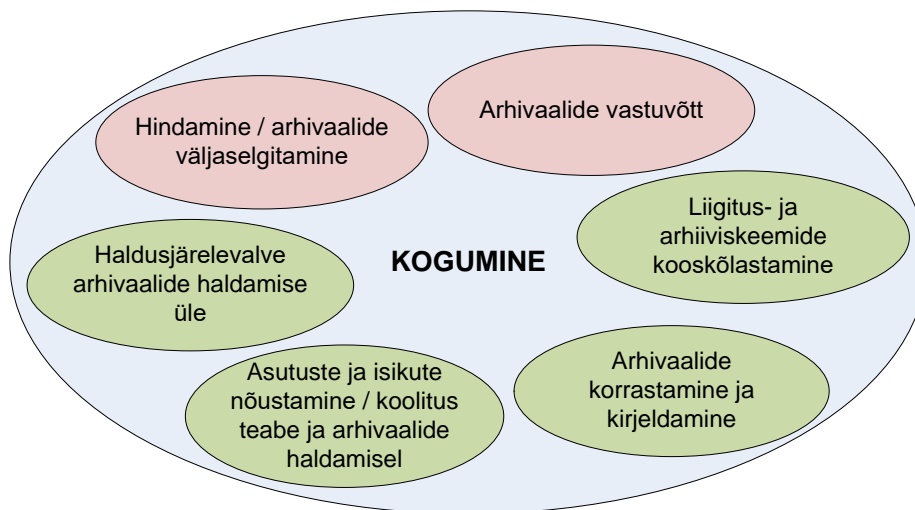 Hindamine / arhivaalide
väljaselgitamine
Arhivaalide vastuvõtt
Liigitus- ja
arhiiviskeemide
kooskõlastamine
Haldusjärelevalve
arhivaalide haldamise
üle
KOGUMINE
Asutuste ja isikute
nõustamine / koolitus
teabe ja arhivaalide
haldamisel
Arhivaalide
korrastamine ja
kirjeldamine